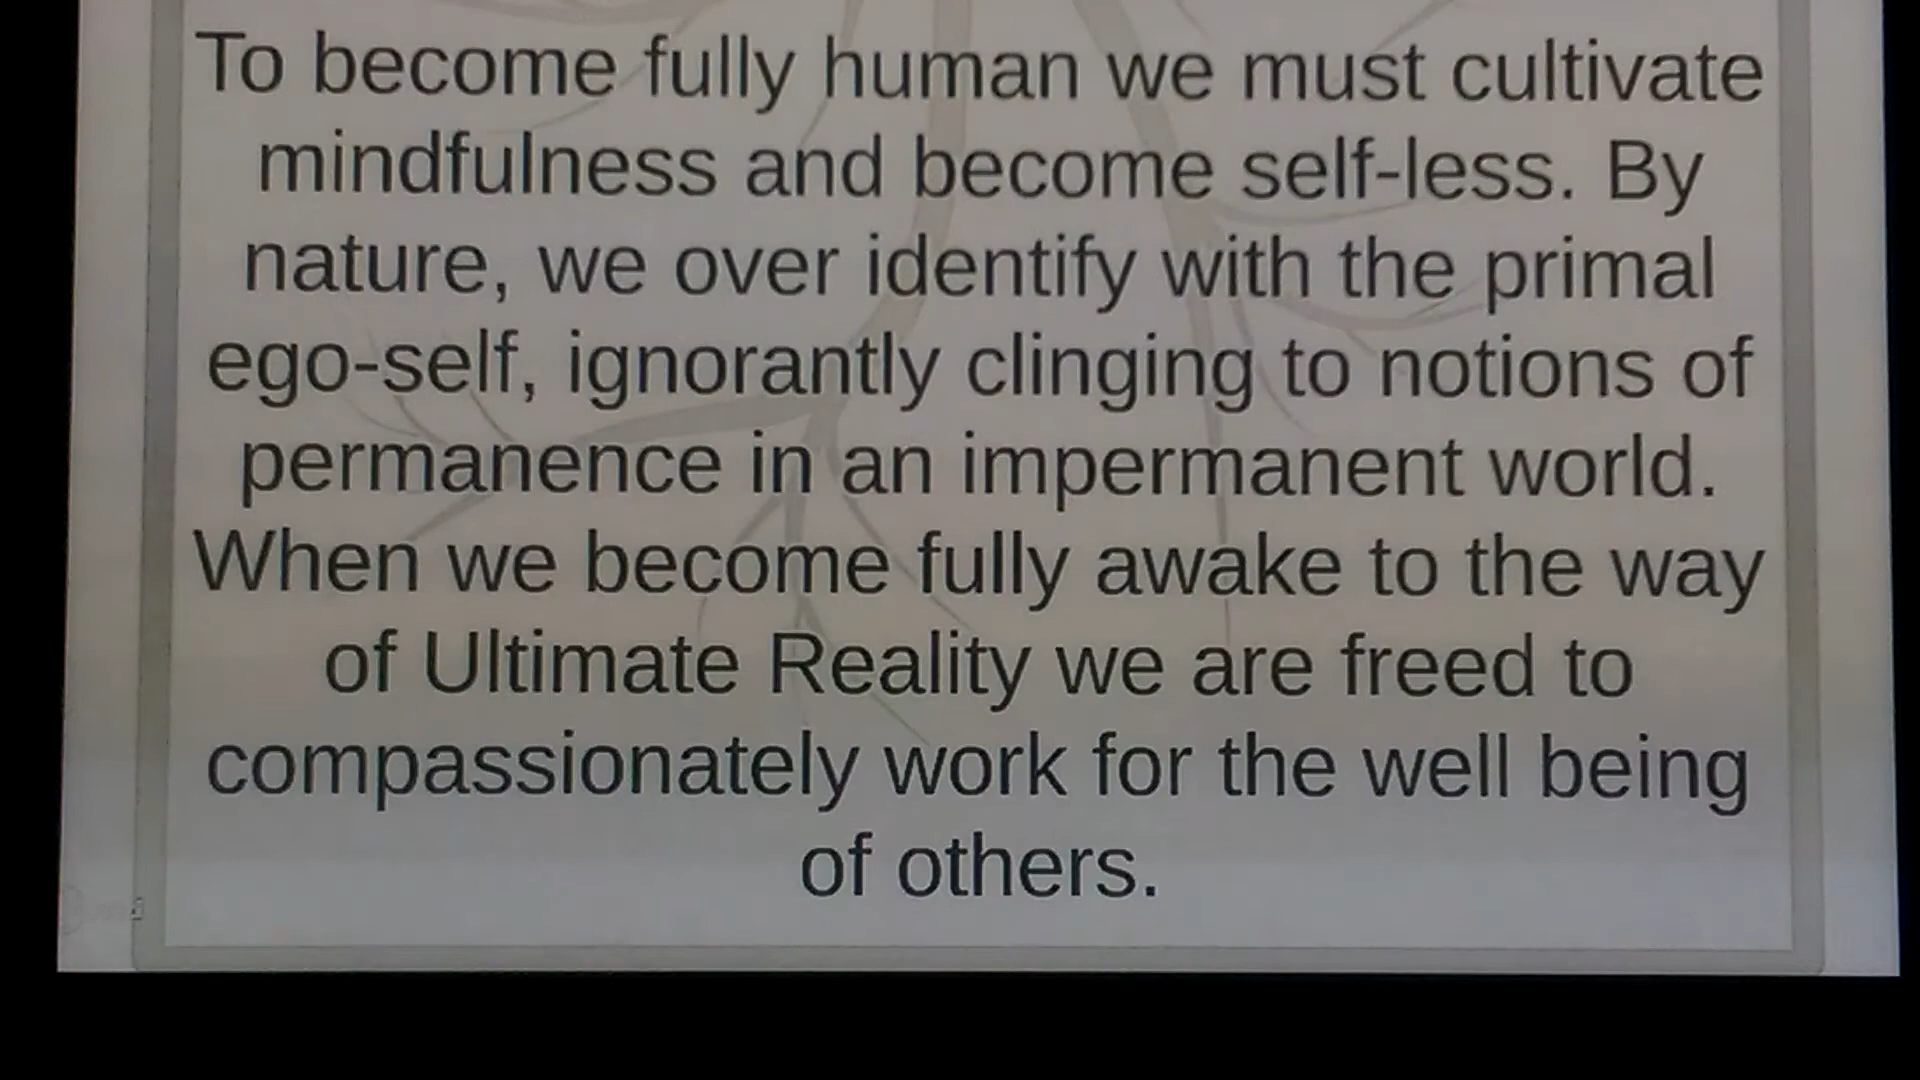 To become fully human we must cultivate
mindfulness and become self-less. By
nature, we over identify with the primal
ego-self, ignorantly clinging to notions of
permanence in an impermanent world.
When we become fully awake to the way
of Ultimate Reality we are freed to
compassionately work for the well being
of others.